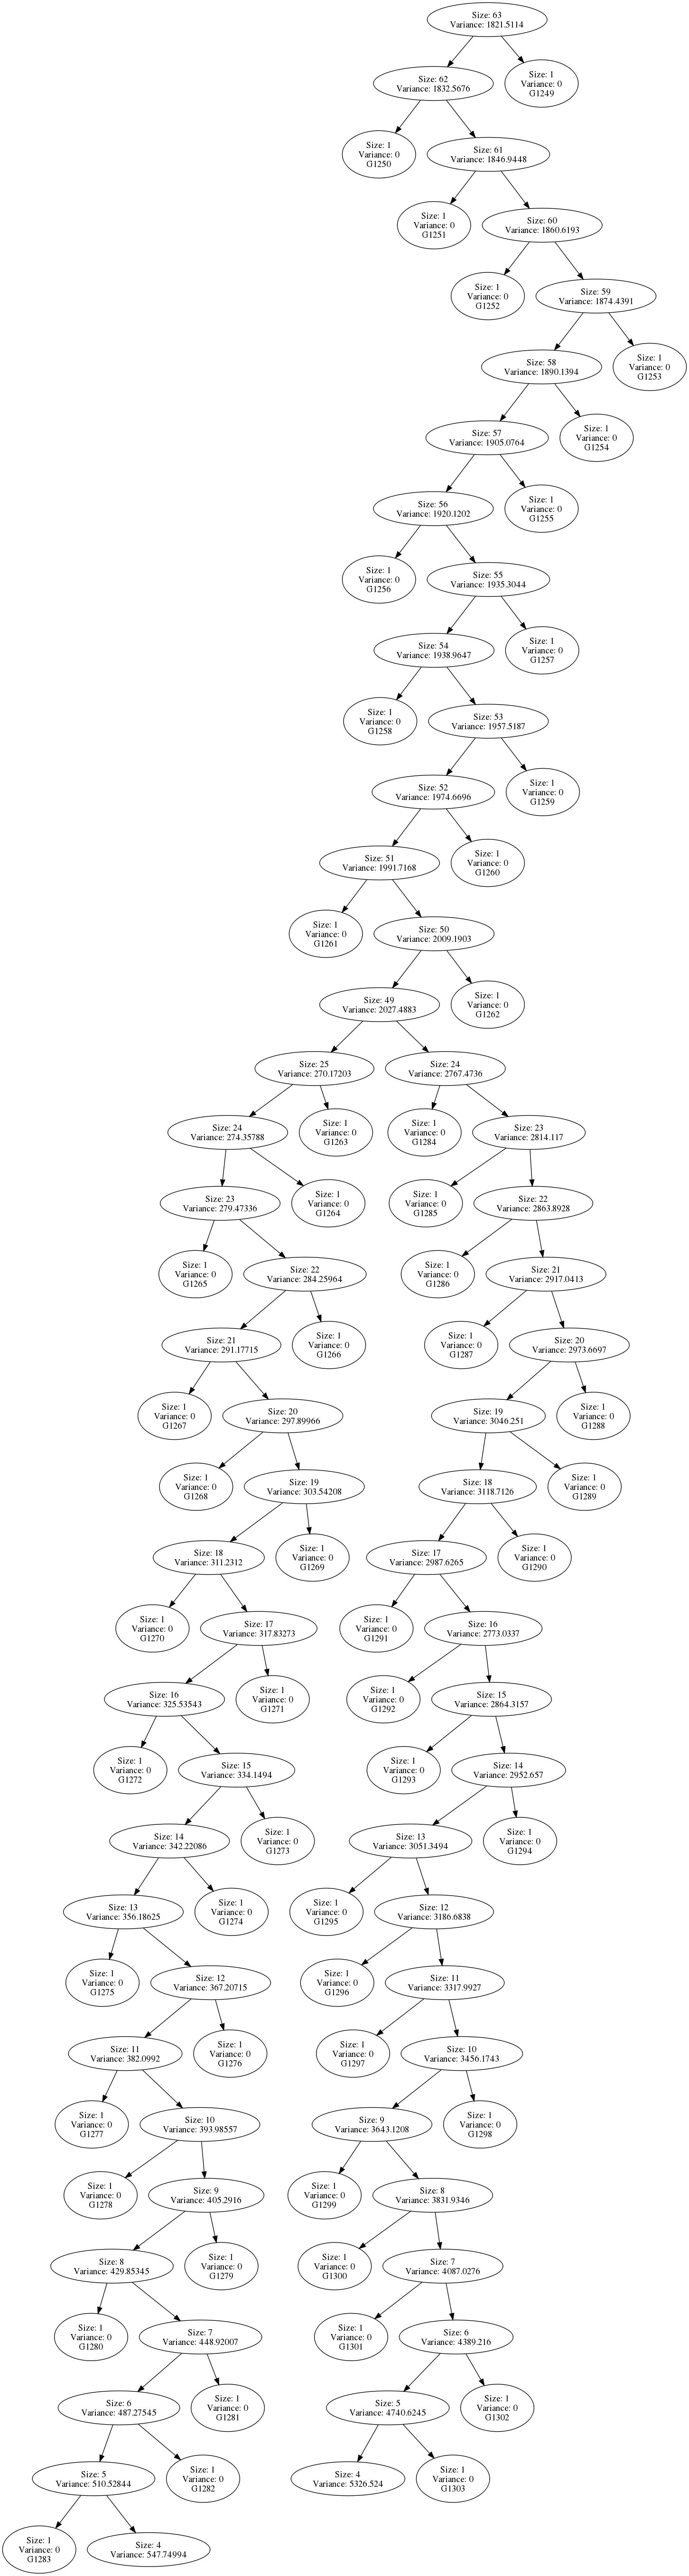 Size: 63
Variance: 1821.5114
Size: 62
Variance: 1832.5676
Size: 1
Variance: 0
G1249
Size: 1
Variance: 0
G1250
Size: 61
Variance: 1846.9448
Size: 1
Variance: 0
G1251
Size: 60
Variance: 1860.6193
Size: 1
Variance: 0
G1252
Size: 59
Variance: 1874.4391
Size: 58
Variance: 1890.1394
Size: 1
Variance: 0
G1253
Size: 57
Variance: 1905.0764
Size: 1
Variance: 0
G1254
Size: 56
Variance: 1920.1202
Size: 1
Variance: 0
G1255
Size: 1
Variance: 0
G1256
Size: 55
Variance: 1935.3044
Size: 54
Variance: 1938.9647
Size: 1
Variance: 0
G1257
Size: 1
Variance: 0
G1258
Size: 53
Variance: 1957.5187
Size: 52
Variance: 1974.6696
Size: 1
Variance: 0
G1259
Size: 51
Variance: 1991.7168
Size: 1
Variance: 0
G1260
Size: 1
Variance: 0
G1261
Size: 50
Variance: 2009.1903
Size: 49
Variance: 2027.4883
Size: 1
Variance: 0
G1262
Size: 25
Variance: 270.17203
Size: 24
Variance: 2767.4736
Size: 24
Variance: 274.35788
Size: 1
Variance: 0
G1263
Size: 1
Variance: 0
G1284
Size: 23
Variance: 2814.117
Size: 23
Variance: 279.47336
Size: 1
Variance: 0
G1264
Size: 1
Variance: 0
G1285
Size: 22
Variance: 2863.8928
Size: 1
Variance: 0
G1265
Size: 22
Variance: 284.25964
Size: 1
Variance: 0
G1286
Size: 21
Variance: 2917.0413
Size: 21
Variance: 291.17715
Size: 1
Variance: 0
G1266
Size: 1
Variance: 0
G1287
Size: 20
Variance: 2973.6697
Size: 1
Variance: 0
G1267
Size: 20
Variance: 297.89966
Size: 19
Variance: 3046.251
Size: 1
Variance: 0
G1288
Size: 1
Variance: 0
G1268
Size: 19
Variance: 303.54208
Size: 18
Variance: 3118.7126
Size: 1
Variance: 0
G1289
Size: 18
Variance: 311.2312
Size: 1
Variance: 0
G1269
Size: 17
Variance: 2987.6265
Size: 1
Variance: 0
G1290
Size: 1
Variance: 0
G1270
Size: 17
Variance: 317.83273
Size: 1
Variance: 0
G1291
Size: 16
Variance: 2773.0337
Size: 16
Variance: 325.53543
Size: 1
Variance: 0
G1271
Size: 1
Variance: 0
G1292
Size: 15
Variance: 2864.3157
Size: 1
Variance: 0
G1272
Size: 15
Variance: 334.1494
Size: 1
Variance: 0
G1293
Size: 14
Variance: 2952.657
Size: 14
Variance: 342.22086
Size: 1
Variance: 0
G1273
Size: 13
Variance: 3051.3494
Size: 1
Variance: 0
G1294
Size: 13
Variance: 356.18625
Size: 1
Variance: 0
G1274
Size: 1
Variance: 0
G1295
Size: 12
Variance: 3186.6838
Size: 1
Variance: 0
G1275
Size: 12
Variance: 367.20715
Size: 1
Variance: 0
G1296
Size: 11
Variance: 3317.9927
Size: 11
Variance: 382.0992
Size: 1
Variance: 0
G1276
Size: 1
Variance: 0
G1297
Size: 10
Variance: 3456.1743
Size: 1
Variance: 0
G1277
Size: 10
Variance: 393.98557
Size: 9
Variance: 3643.1208
Size: 1
Variance: 0
G1298
Size: 1
Variance: 0
G1278
Size: 9
Variance: 405.2916
Size: 1
Variance: 0
G1299
Size: 8
Variance: 3831.9346
Size: 8
Variance: 429.85345
Size: 1
Variance: 0
G1279
Size: 1
Variance: 0
G1300
Size: 7
Variance: 4087.0276
Size: 1
Variance: 0
G1280
Size: 7
Variance: 448.92007
Size: 1
Variance: 0
G1301
Size: 6
Variance: 4389.216
Size: 6
Variance: 487.27545
Size: 1
Variance: 0
G1281
Size: 5
Variance: 4740.6245
Size: 1
Variance: 0
G1302
Size: 5
Variance: 510.52844
Size: 1
Variance: 0
G1282
Size: 4
Variance: 5326.524
Size: 1
Variance: 0
G1303
Size: 1
Variance: 0
G1283
Size: 4
Variance: 547.74994